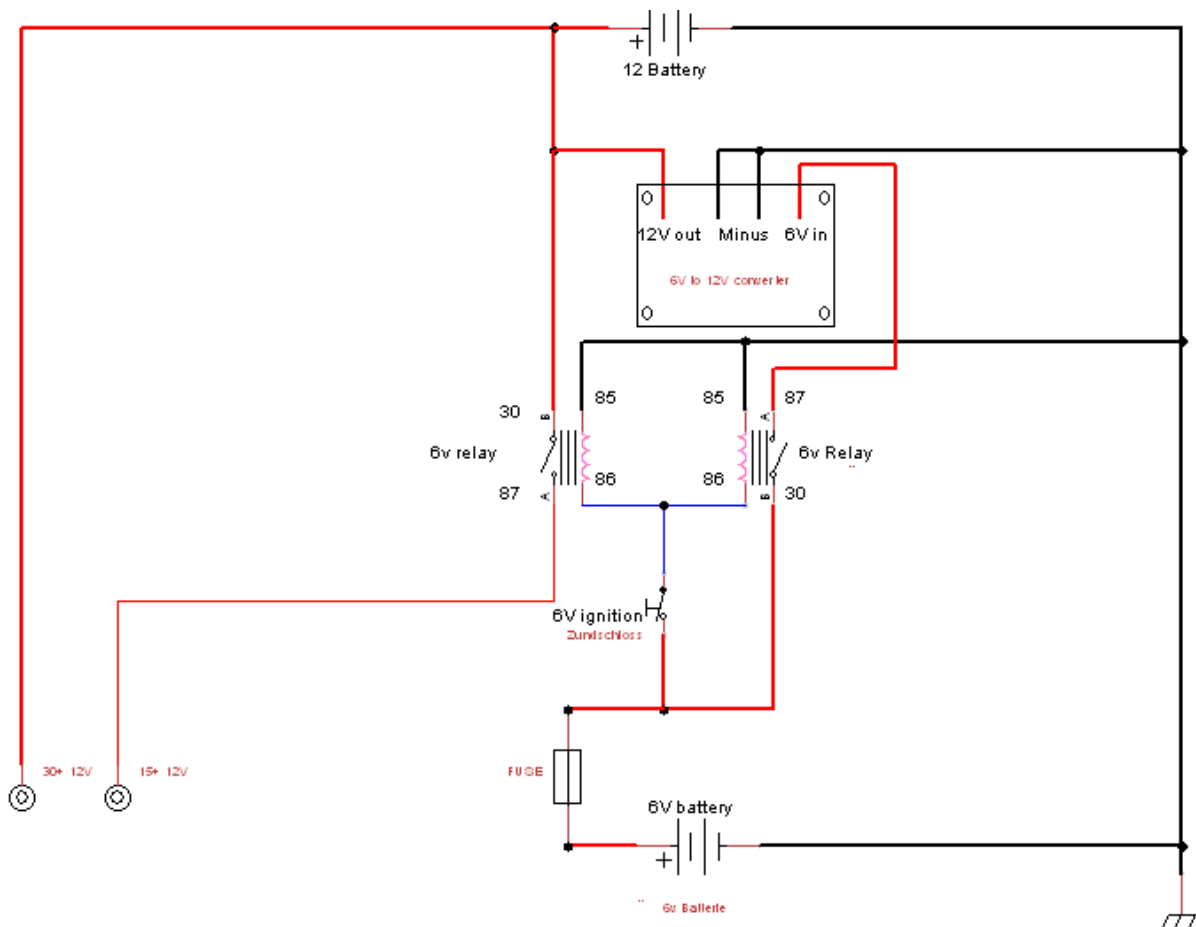 +
12 Battery
12V out Minus 6V in
6V to 12V converter
85 85 87
30 B A
6v relay 6v Relay
86 86
87 A B 30
6V ignition
Zundschloss
30+ 12V 15+ 12V FUSE
6V battery
+
6v Batterie